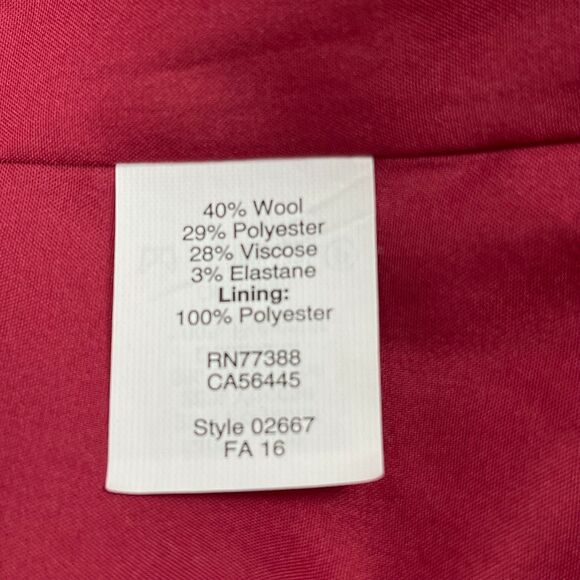 40% Wool
29% Polyester
28% Viscose
3% Elastane
Lining:
100% Polyester
RN77388
CA56445
Style 02667
FA 16